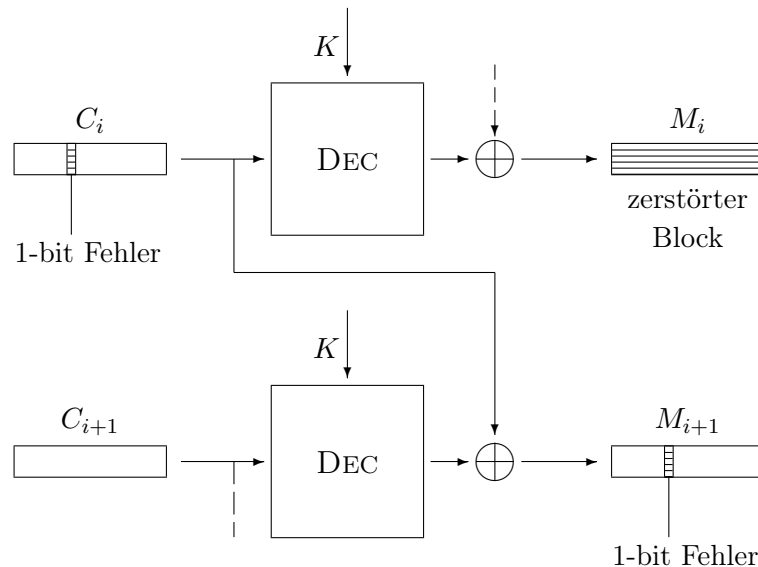 K
C_i
DEC
M_i
1-bit Fehler
zerstörter
Block
K
C_{i+1}
DEC
M_{i+1}
1-bit Fehler